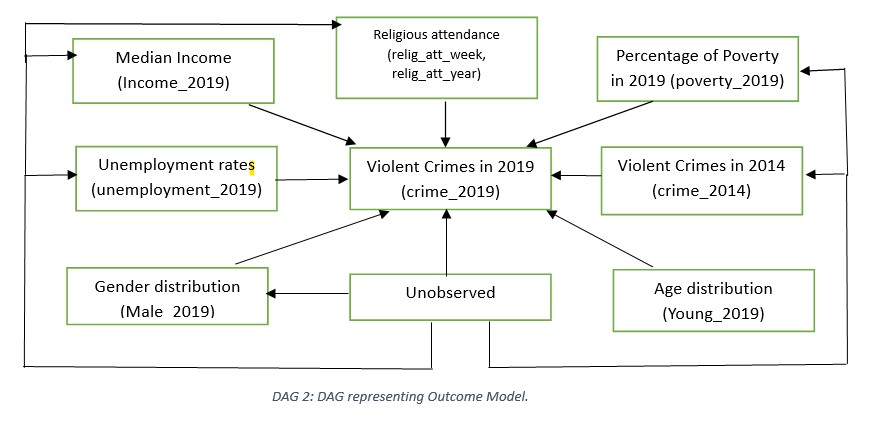 Religious attendance
(relig_att_week,
relig_att_year)
Median Income
(Income_2019)
Percentage of Poverty
in 2019 (poverty_2019)
Unemployment rates
(unemployment_2019)
Violent Crimes in 2019
(crime_2019)
Violent Crimes in 2014
(crime_2014)
Gender distribution
(Male_2019)
Unobserved
Age distribution
(Young_2019)
DAG 2: DAG representing Outcome Model.